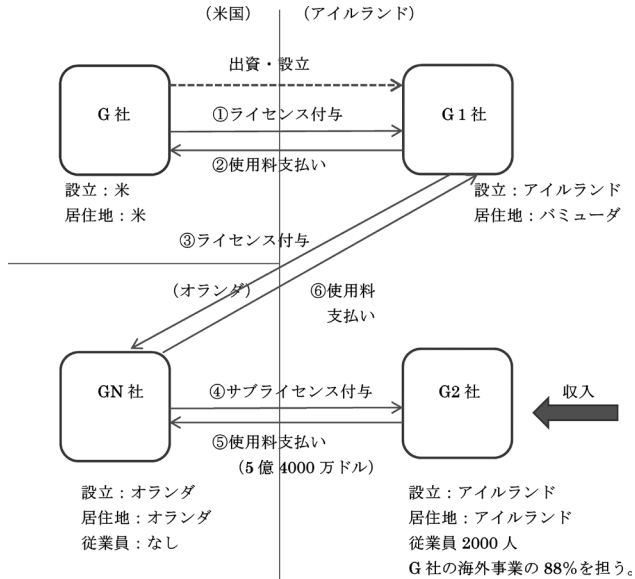 （米国）
（アイルランド）
出資・設立
G 社
G 1 社
①ライセンス付与
②使用料支払い
設立：米
居住地：米
設立：アイルランド
居住地：バミューダ
③ライセンス付与
（オランダ）
⑥使用料
支払い
GN 社
G2 社
④サブライセンス付与
収入
⑤使用料支払い
（5 億 4000 万ドル）
設立：オランダ
居住地：オランダ
従業員：なし
設立：アイルランド
居住地：アイルランド
従業員 2000 人
G 社の海外事業の 88%を担う。